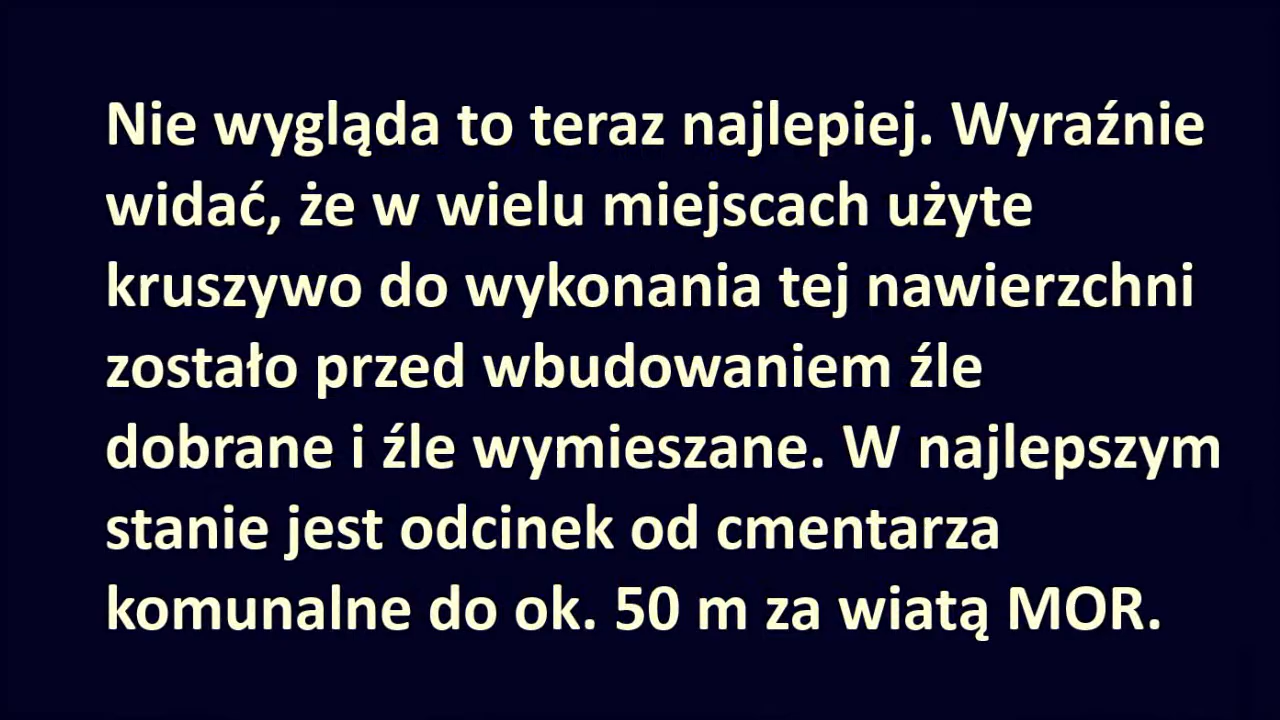 Nie wygląda to teraz najlepiej. Wyraźnie
widać, że w wielu miejscach użyte
kruszywo do wykonania tej nawierzchni
zostało przed wbudowaniem źle
dobrane i źle wymieszane. W najlepszym
stanie jest odcinek od cmentarza
komunalne do ok. 50 m za wiatą MOR.